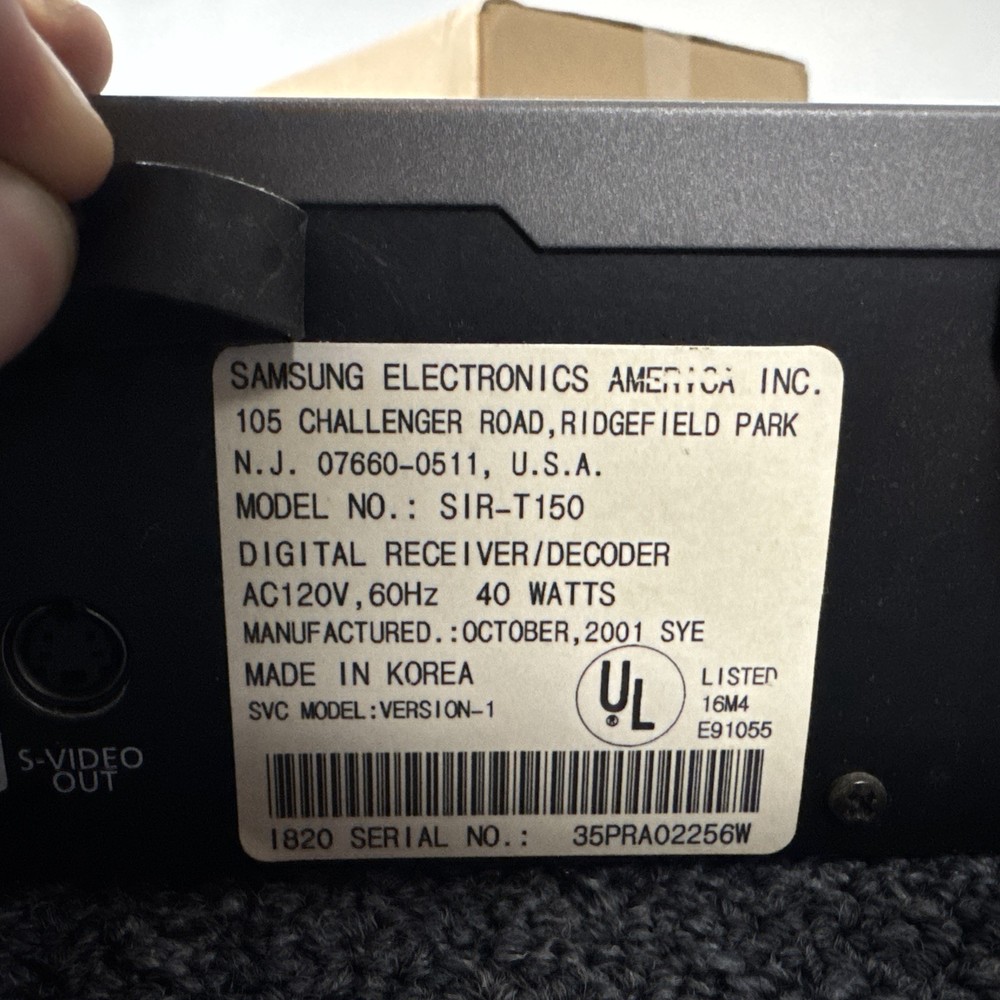 SAMSUNG ELECTRONICS AMERICA INC.
105 CHALLENGER ROAD,RIDGEFIELD PARK
N.J. 07660-0511, U.S.A.
MODEL NO.: SIR-T150
DIGITAL RECEIVER/DECODER
AC120V,60Hz 40 WATTS
MANUFACTURED.:OCTOBER,2001 SYE
MADE IN KOREA
SVC MODEL:VERSION-1
UL
®
LISTED
16M4
E91055
I820 SERIAL NO.: 35PRA02256W
S-VIDEO
OUT